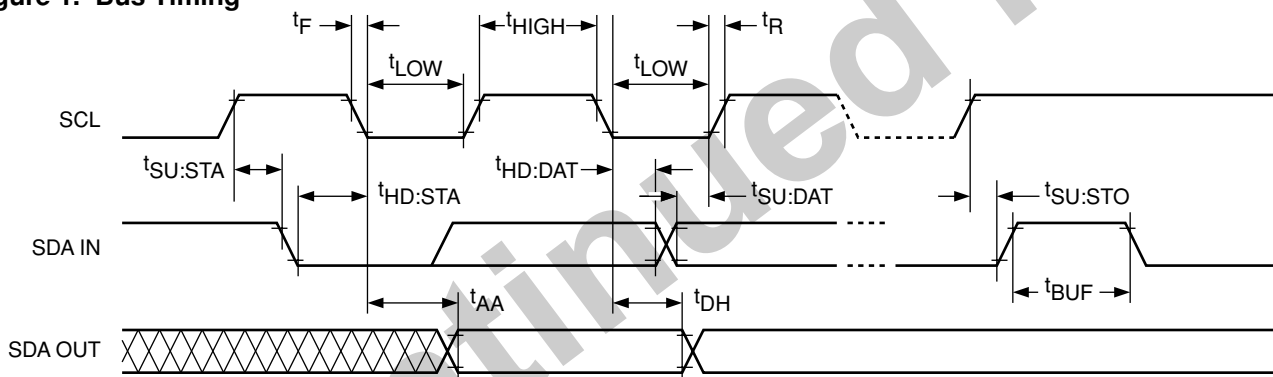 gure 1. Bus Timing
tF
tHIGH
tR
tLOW
tLOW
SCL
tSU:STA
tHD:STA
tHD:DAT
tSU:DAT
tSU:STO
SDA IN
tBUF
tAA
tDH
SDA OUT